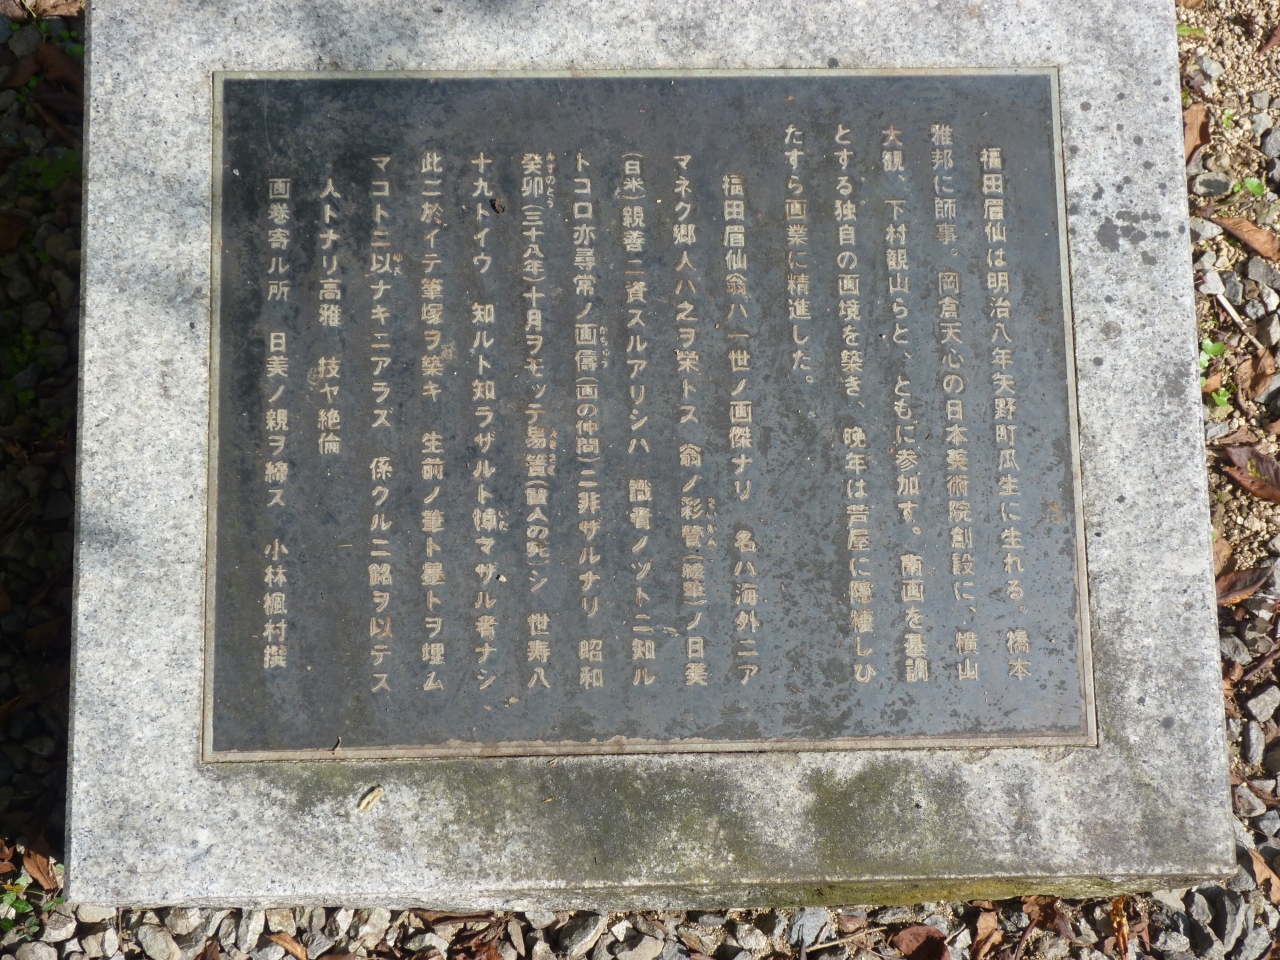 福田眉仙は明治八年天野町瓜生に生れる。橋本
雅邦に師事。岡倉天心の日本美術院創設に、横山
大観、下村観山らと、ともに参加す。南画を基調
とする独自の画境を築き、晩年は芦屋に隠棲しひ
たすら画業に精進した。
福田眉仙翁ハ一世ノ画傑ナリ 名ハ海外ニア
マネク郷人ハ之ヲ栄トス 翁ノ彩管(絵筆)ノ日美
(日米)親善ニ資スルアリシハ 識者ノツトニ知ル
トコロ亦尋常ノ画儔(画の仲間)ニ非ザルナリ 昭和
癸卯(三十八年)十月ヲモッテ易簀(賢人の死)シ 世寿八
十九トイウ 知ルト知ラザルト悼マザル者ナシ
此ニ於イテ筆塚ヲ築キ 生前ノ筆ト墨トヲ埋ム
マコトニ以ナキニアラズ 係クルニ銘ヲ以テス
人トナリ高雅 技ヤ絶倫
画巻寄ル所 日美ノ親ヲ締ス 小林楓村撰